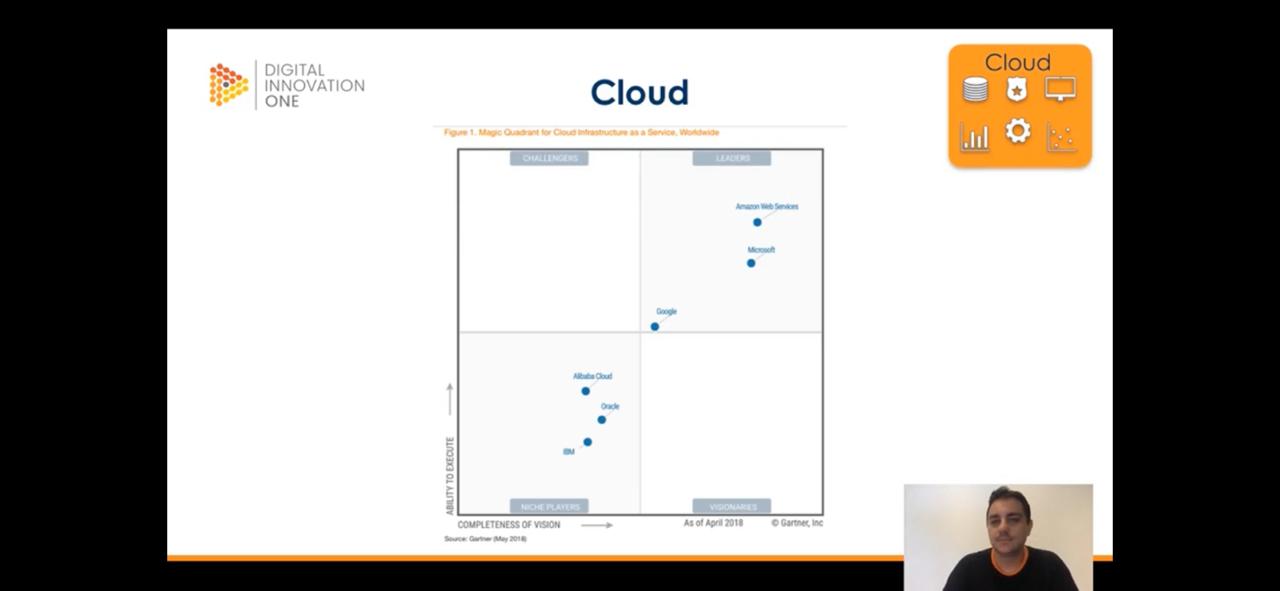 DIGITAL
INNOVATION
ONE
Cloud
Cloud
Figure 1. Magic Quadrant for Cloud Infrastructure as a Service, Worldwide
CHALLENGERS
LEADERS
Amazon Web Services
Microsoft
Google
Alibaba Cloud
Oracle
IBM
ABILITY TO EXECUTE
NICHE PLAYERS
VISIONARIES
COMPLETENESS OF VISION
As of April 2018
© Gartner, Inc
Source: Gartner (May 2018)